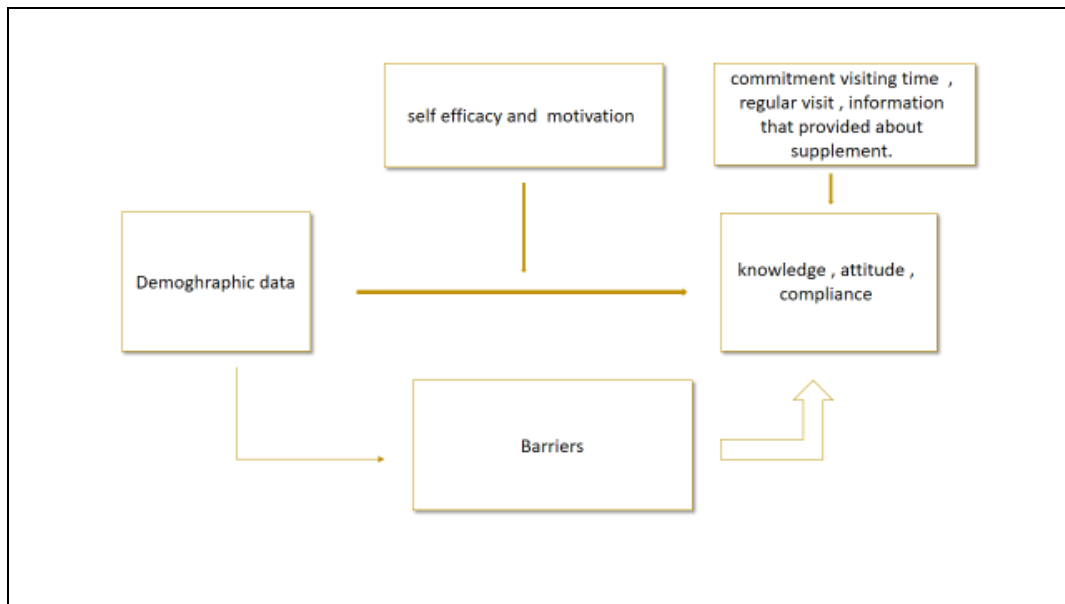 self efficacy and  motivation
commitment visiting time  ,
regular visit , information
that provided about
supplement.
Demoghraphic data
knowledge , attitude ,
compliance
Barriers